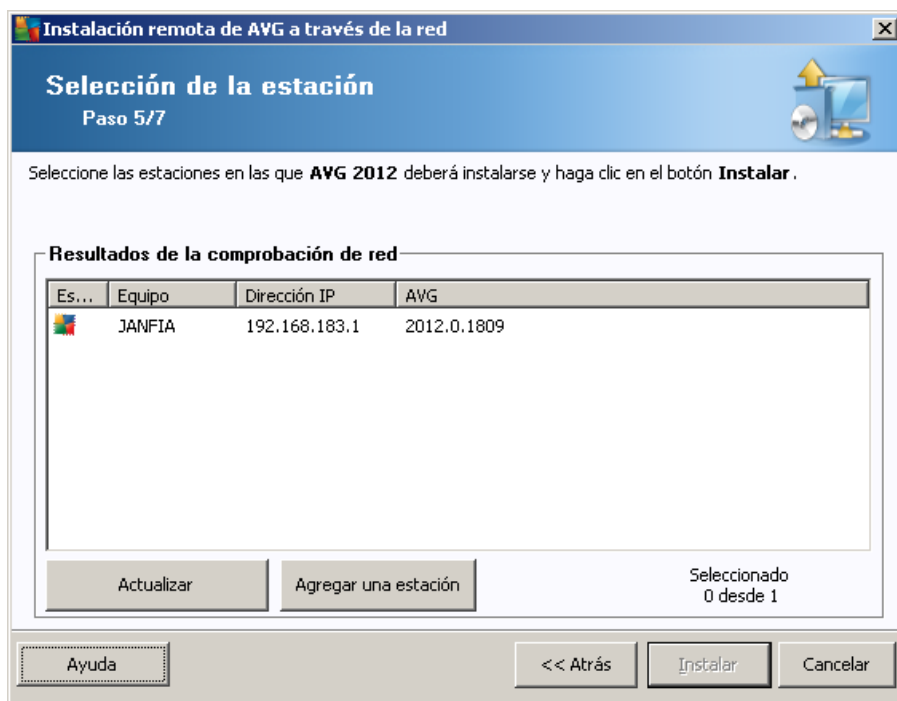 Instalación remota de AVG a través de la red
Selección de la estación
Paso 5/7
Seleccione las estaciones en las que AVG 2012 deberá instalarse y haga clic en el botón Instalar.
Resultados de la comprobación de red
Es... Equipo Dirección IP AVG
JANFIA 192.168.183.1 2012.0.1809
Actualizar Agregar una estación Seleccionado
0 desde 1
Ayuda << Atrás Instalar Cancelar